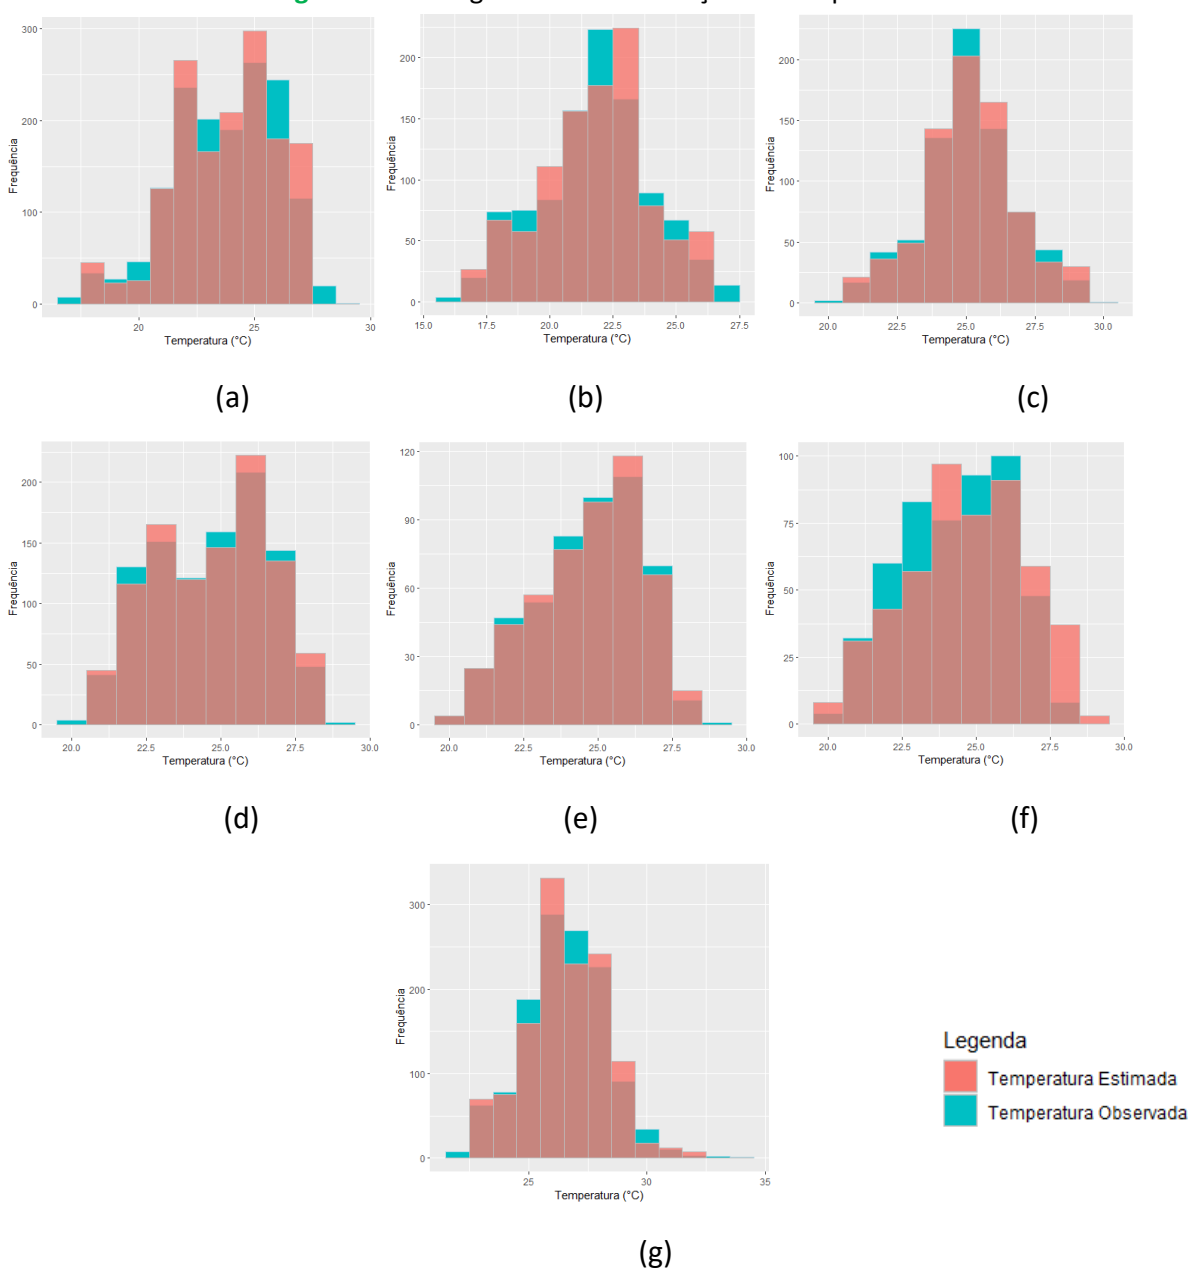 300
200
100
0
Frequência
20 25 30
Temperatura (°C)
(a)
200
150
100
50
0
Frequência
15.0 17.5 20.0 22.5 25.0 27.5
Temperatura (°C)
(b)
200
150
100
50
0
Frequência
20.0 22.5 25.0 27.5 30.0
Temperatura (°C)
(c)
200
150
100
50
0
Frequência
20.0 22.5 25.0 27.5 30.0
Temperatura (°C)
(d)
120
90
60
30
0
Frequência
20.0 22.5 25.0 27.5 30.0
Temperatura (°C)
(e)
100
75
50
25
0
Frequência
20.0 22.5 25.0 27.5 30.0
Temperatura (°C)
(f)
300
200
100
0
Frequência
25 30 35
Temperatura (°C)
(g)
Legenda
Temperatura Estimada
Temperatura Observada